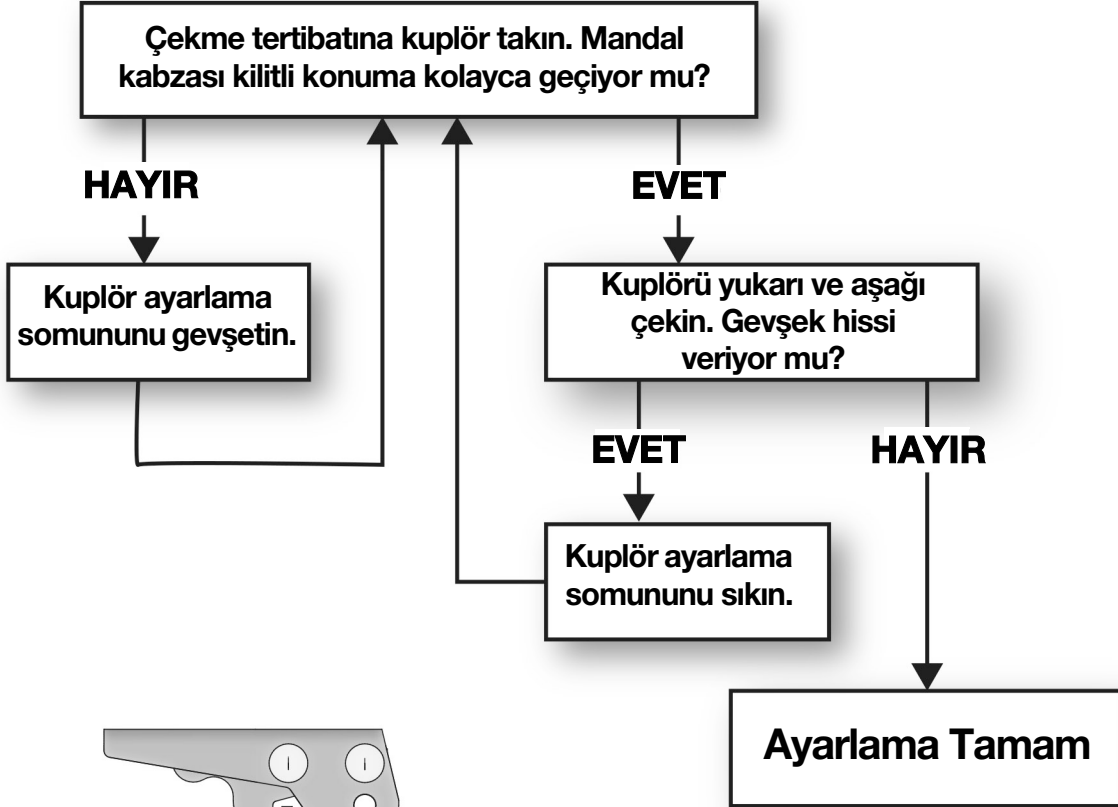 Çekme tertibatına kuplör takın. Mandal
kabzası kilitli konuma kolayca geçiyor mu?
HAYIR
EVET
Kuplör ayarlama
somununu gevşetin.
Kuplörü yukarı ve aşağı
çekin. Gevşek hissi
veriyor mu?
EVET
HAYIR
Kuplör ayarlama
somununu sıkın.
Ayarlama Tamam